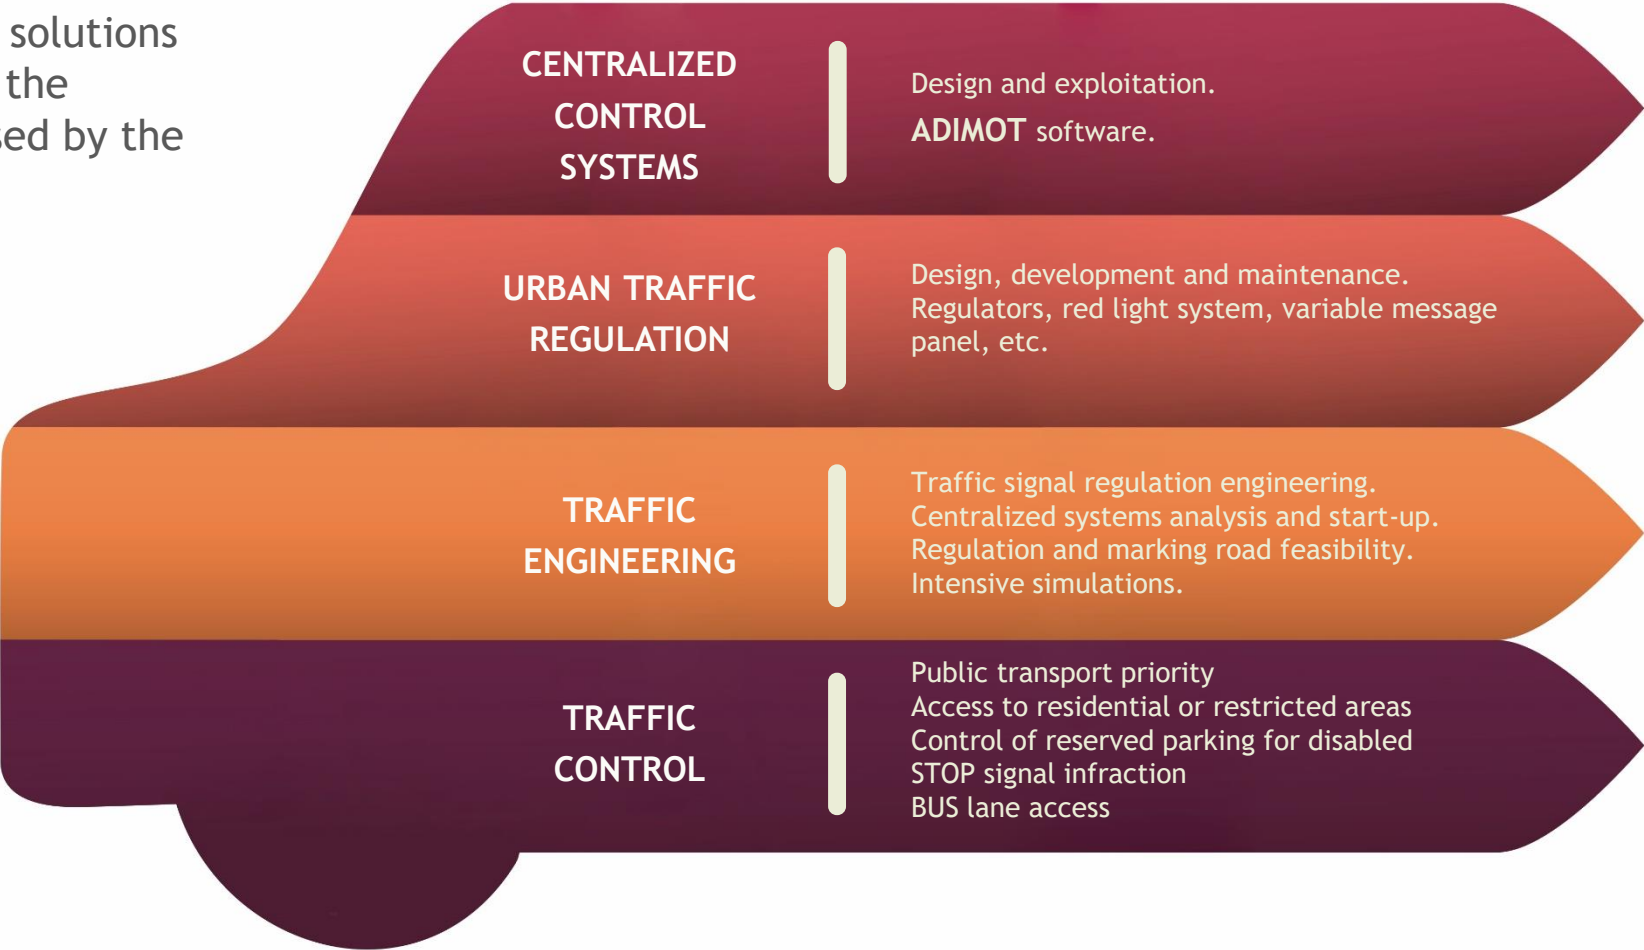 solutions
the
sed by the
CENTRALIZED
CONTROL
SYSTEMS
Design and exploitation.
ADIMOT software.
URBAN TRAFFIC
REGULATION
Design, development and maintenance.
Regulators, red light system, variable message
panel, etc.
TRAFFIC
ENGINEERING
Traffic signal regulation engineering.
Centralized systems analysis and start-up.
Regulation and marking road feasibility.
Intensive simulations.
TRAFFIC
CONTROL
Public transport priority
Access to residential or restricted areas
Control of reserved parking for disabled
STOP signal infraction
BUS lane access